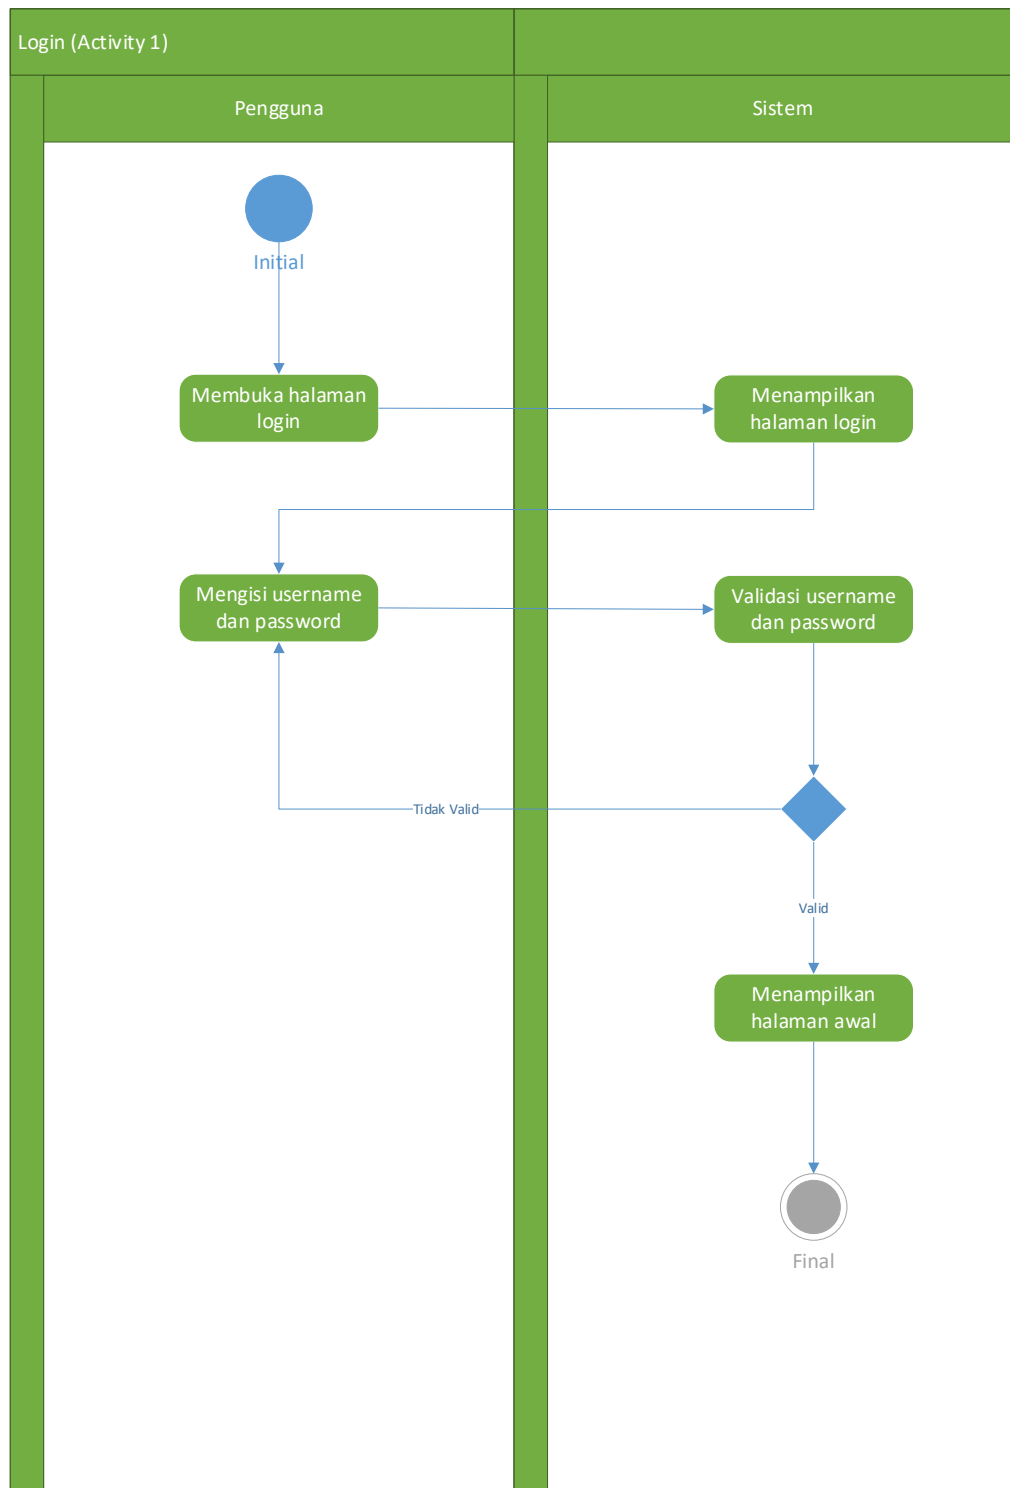 Login (Activity 1)
Pengguna
Sistem
Initial
Membuka halaman
login
Menampilkan
halaman login
Mengisi username
dan password
Validasi username
dan password
Tidak Valid
Valid
Menampilkan
halaman awal
Final